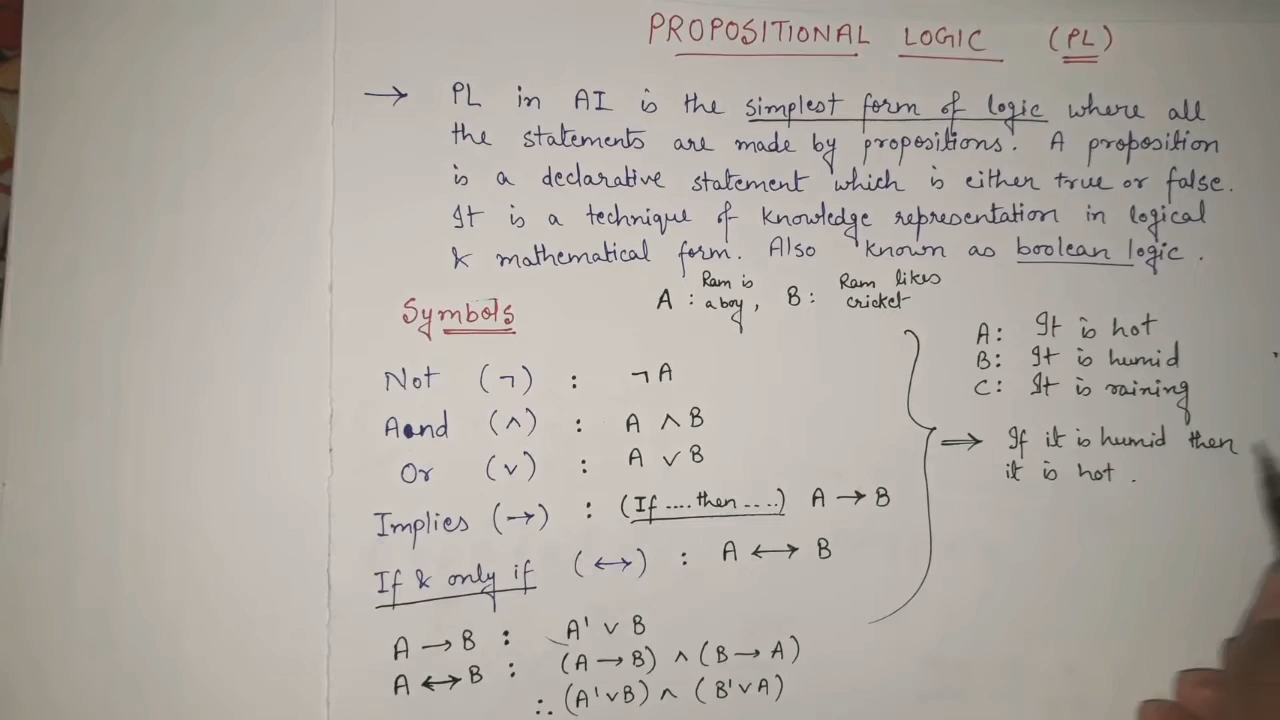 PROPOSITIONAL LOGIC (PL)
→ PL in AI is the simplest form of logic where all
the statements are made by propositions. A proposition
is a declarative statement which is either true or false.
It is a technique of knowledge representation in logical
& mathematical form. Also known as boolean logic.
A : Ram is a boy, B : Ram likes cricket
Symbols
Not (¬) : ¬A
And (∧) : A ∧ B
Or (∨) : A ∨ B
Implies (→) : (If ....then ....) A → B
If & only if (↔) : A ↔ B
A → B : A' ∨ B
A ↔ B : (A → B) ∧ (B → A)
∴ (A' ∨ B) ∧ (B' ∨ A)
A: It is hot
B: It is humid
C: It is raining
⇒ If it is humid then
it is hot.